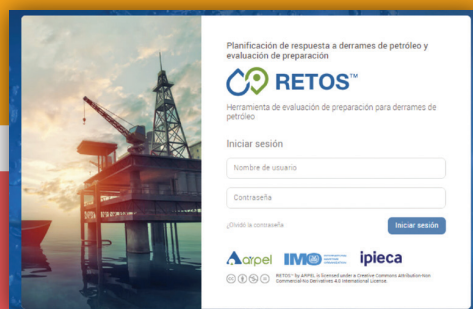 Planificación de respuesta a derrames de petróleo y
evaluación de preparación
RETOS™
Herramienta de evaluación de preparación para derrames de
petróleo
Iniciar sesión
Nombre de usuario
Contraseña
¿Olvidó la contraseña
Iniciar sesión
arpel IMO ipieca
RETOS™ by ARPEL is licensed under a Creative Commons Attribution-Non
Commercial-No Derivatives 4.0 International License.